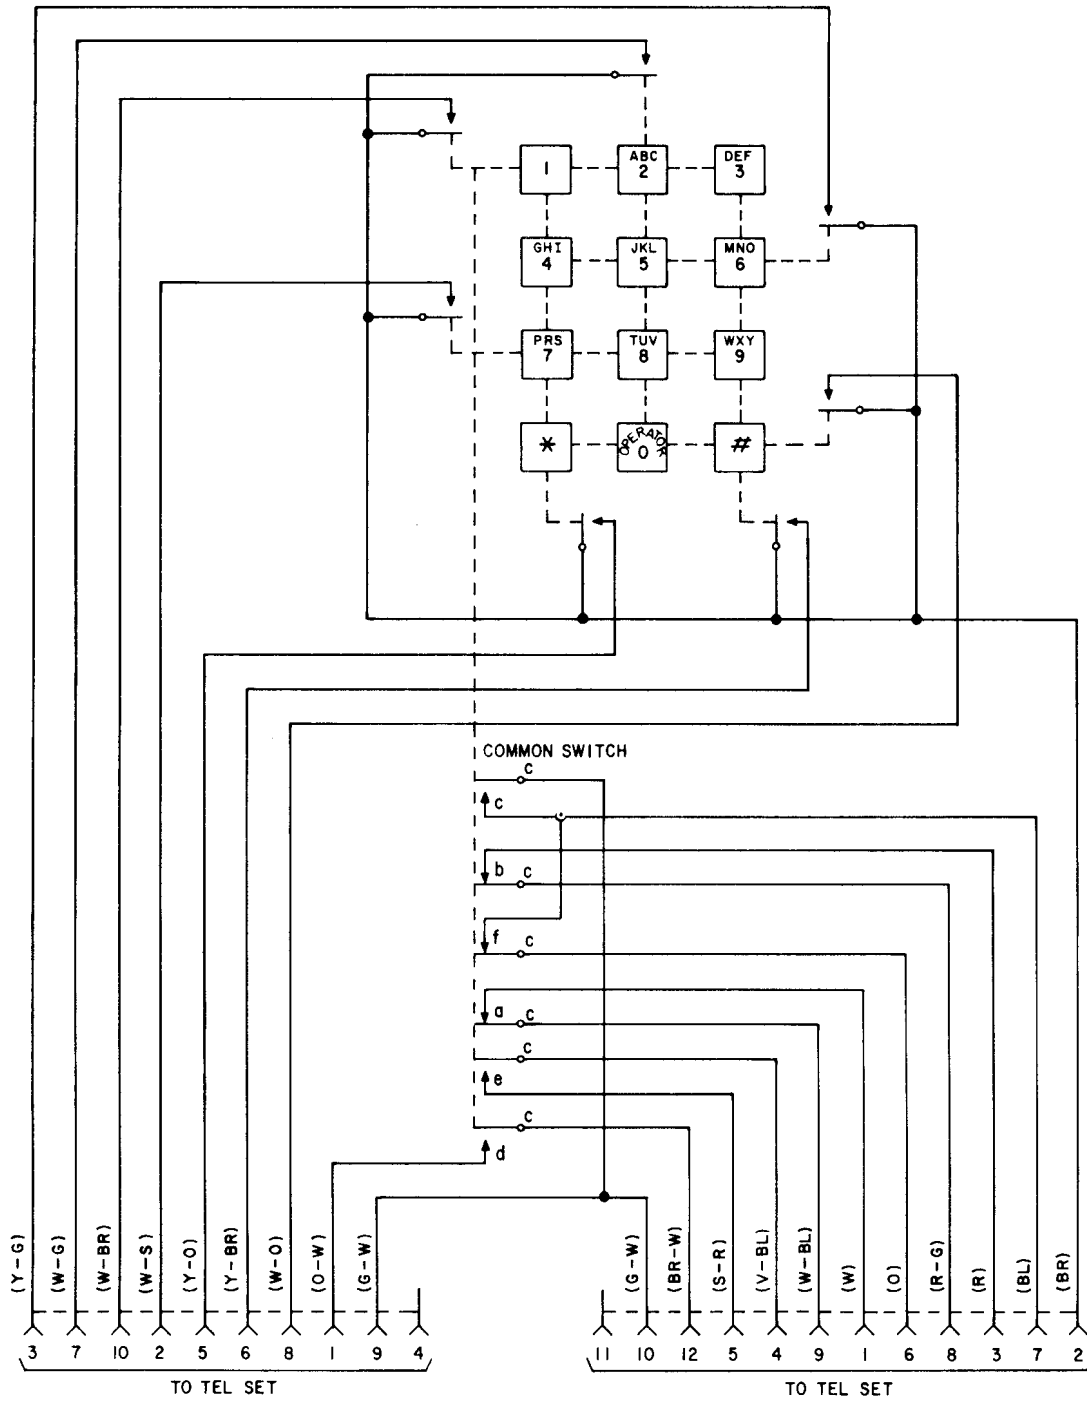 1
ABC
2
DEF
3
GHI
4
JKL
5
MNO
6
PRS
7
TUV
8
WXY
9
*
OPERATOR
0
#
COMMON SWITCH
c
c
b
c
f
c
a
c
c
e
c
d
(Y-G) (W-G) (W-BR) (W-S) (Y-O) (Y-BR) (W-O) (O-W) (G-W)
(G-W) (BR-W) (S-R) (V-BL) (W-BL) (W) (O) (R-G) (R) (BL) (BR)
3 7 10 2 5 6 8 1 9 4
11 10 12 5 4 9 1 6 8 3 7 2
TO TEL SET
TO TEL SET